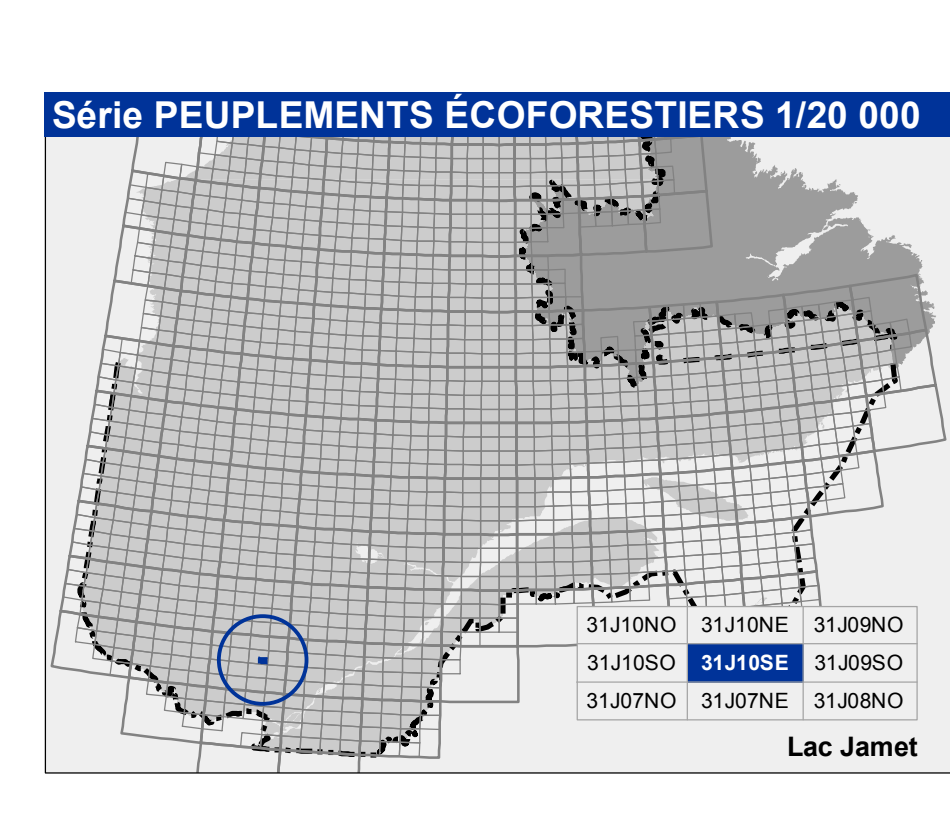 Série PEUPLEMENTS ÉCOFORESTIERS 1/20 000
31J10NO 31J10NE 31J09NO
31J10SO 31J10SE 31J09SO
31J07NO 31J07NE 31J08NO
Lac Jamet